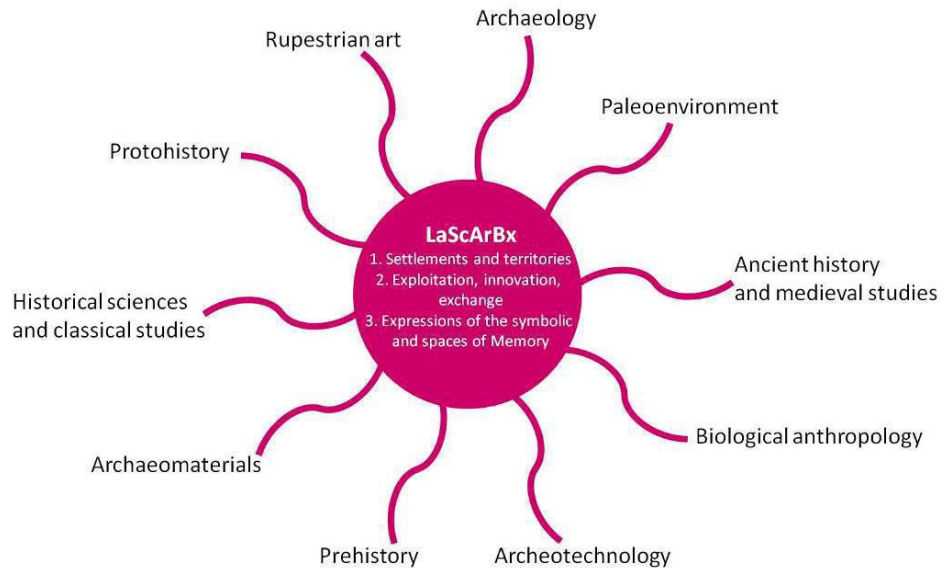 Archaeology
Rupestrian art
Paleoenvironment
Protohistory
LaScArBx
1. Settlements and territories
2. Exploitation, innovation,
exchange
3. Expressions of the symbolic
and spaces of Memory
Ancient history
and medieval studies
Historical sciences
and classical studies
Biological anthropology
Archaeomaterials
Prehistory
Archeotechnology